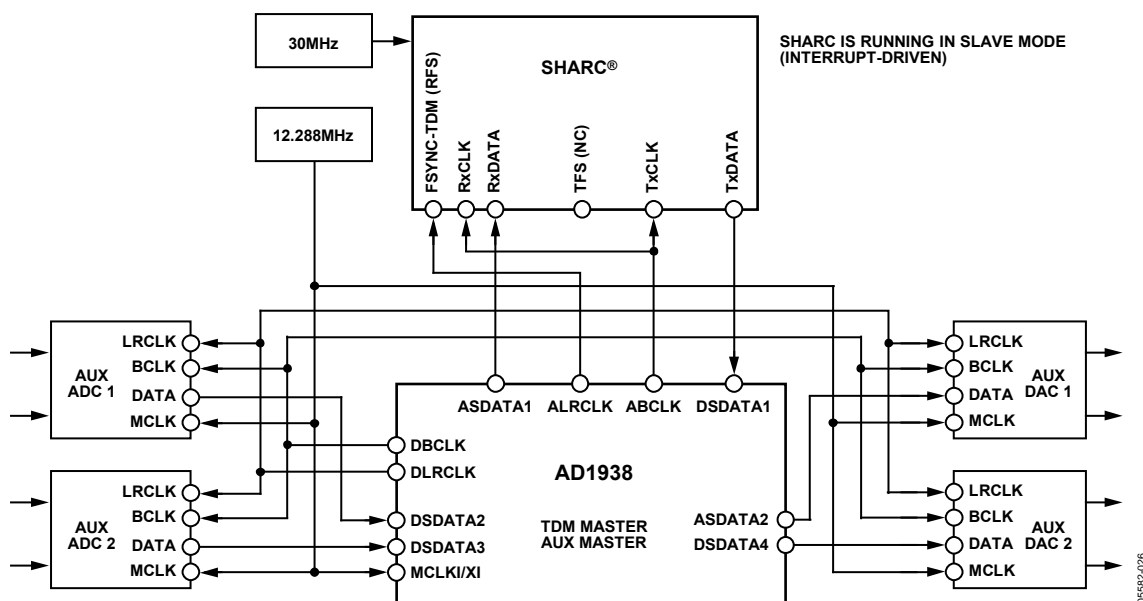 30MHz
12.288MHz
SHARC®
SHARC IS RUNNING IN SLAVE MODE
(INTERRUPT-DRIVEN)
FSYNC-TDM (RFS)
RxCLK
RxDATA
TFS (NC)
TxCLK
TxDATA
LRCLK
BCLK
DATA
MCLK
AUX
ADC 1
LRCLK
BCLK
DATA
MCLK
AUX
ADC 2
ASDATA1
ALRCLK
ABCLK
DSDATA1
DBCLK
DLRCLK
DSDATA2
DSDATA3
MCLKI/XI
AD1938
TDM MASTER
AUX MASTER
ASDATA2
DSDATA4
LRCLK
BCLK
DATA
MCLK
AUX
DAC 1
LRCLK
BCLK
DATA
MCLK
AUX
DAC 2
05582-026